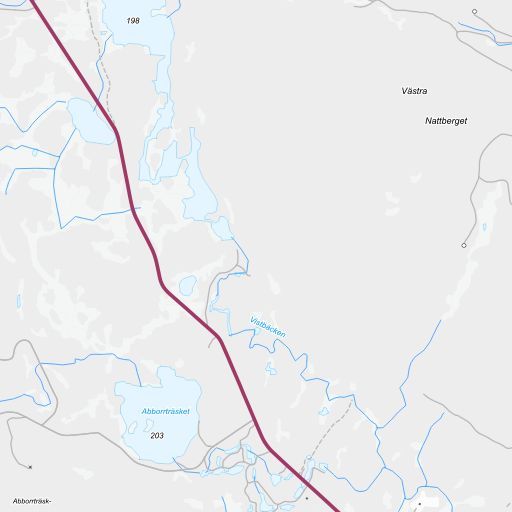 198
Västra
Nattberget
Vistbäcken
Abborrträsket
203
Abborrträsk-